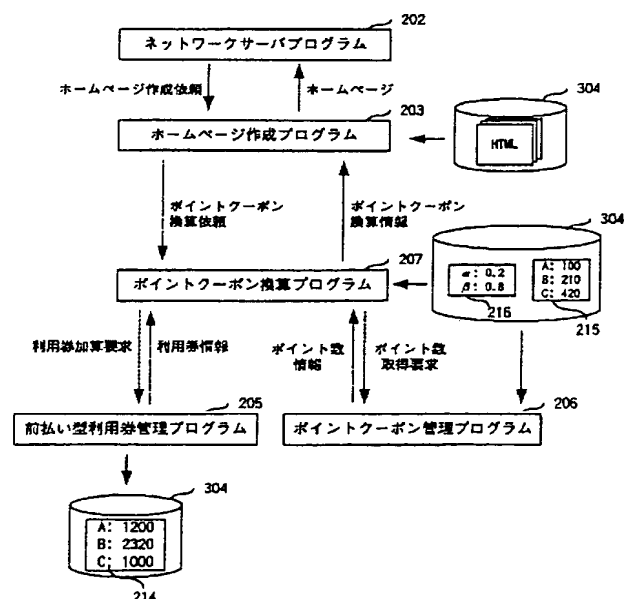 202
ネットワークサーバプログラム
ホームページ作成依頼
ホームページ
203
ホームページ作成プログラム
304
HTML
ポイントクーポン
換算依頼
ポイントクーポン
換算情報
207
ポイントクーポン換算プログラム
304
α: 0.2
β: 0.8
216
A: 100
B: 210
C: 420
215
利用券加算要求
利用券情報
ポイント数
情報
ポイント数
取得要求
205
前払い型利用券管理プログラム
206
ポイントクーポン管理プログラム
304
A: 1200
B: 2320
C: 1000
214